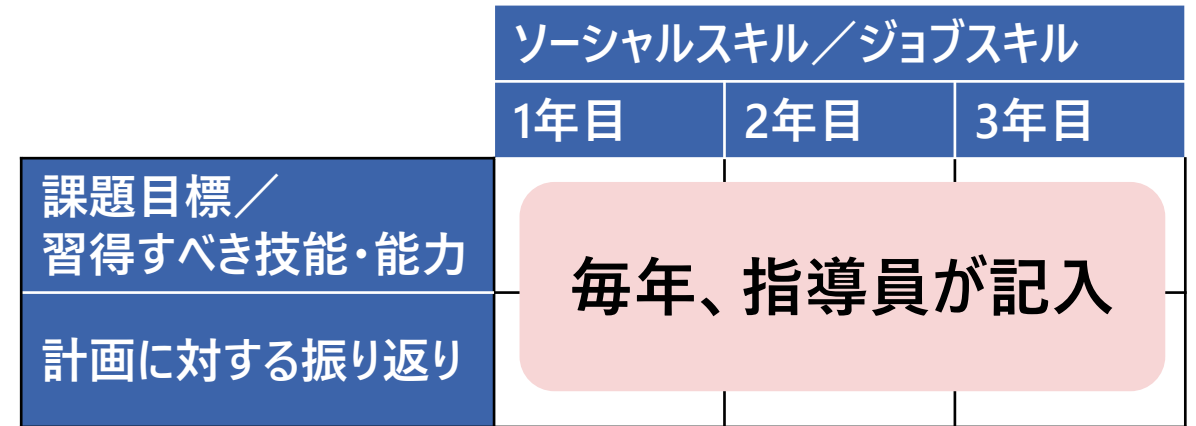 ソーシャルスキル／ジョブスキル
1年目 2年目 3年目
課題目標／
習得すべき技能・能力
毎年、指導員が記入
計画に対する振り返り